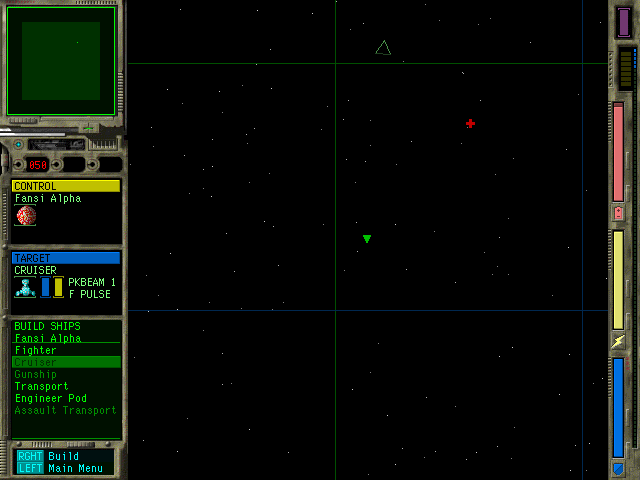 050
CONTROL
Fansi Alpha
TARGET
CRUISER
PKBEAM 1
F PULSE
BUILD SHIPS
Fansi Alpha
Fighter
Cruiser
Gunship
Transport
Engineer Pod
Assault Transport
RGHT Build
LEFT Main Menu